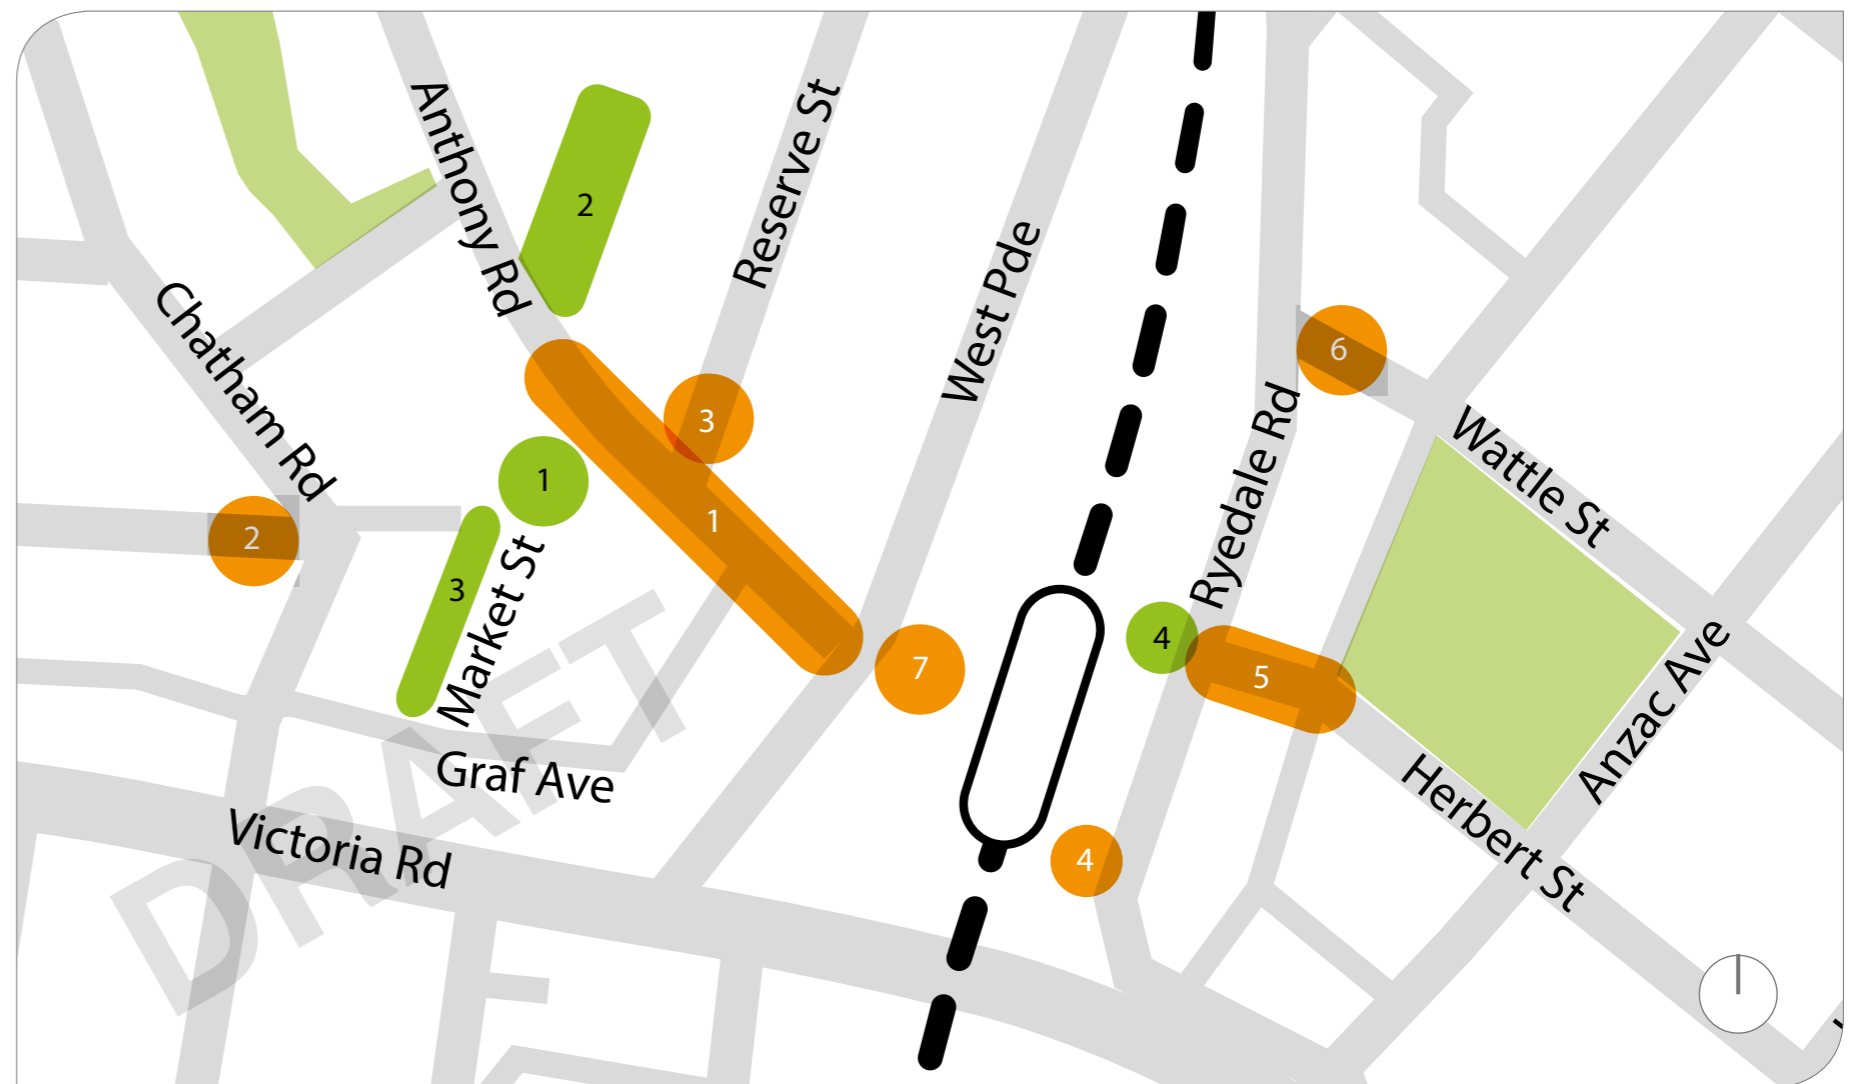 Anthony Rd
Reserve St
West Pde
Chatham Rd
Ryedale Rd
Wattle St
Market St
Graf Ave
Victoria Rd
Herbert St
Anzac Ave
2
6
3
1
1
2
3
4
5
7
4
DRAFT